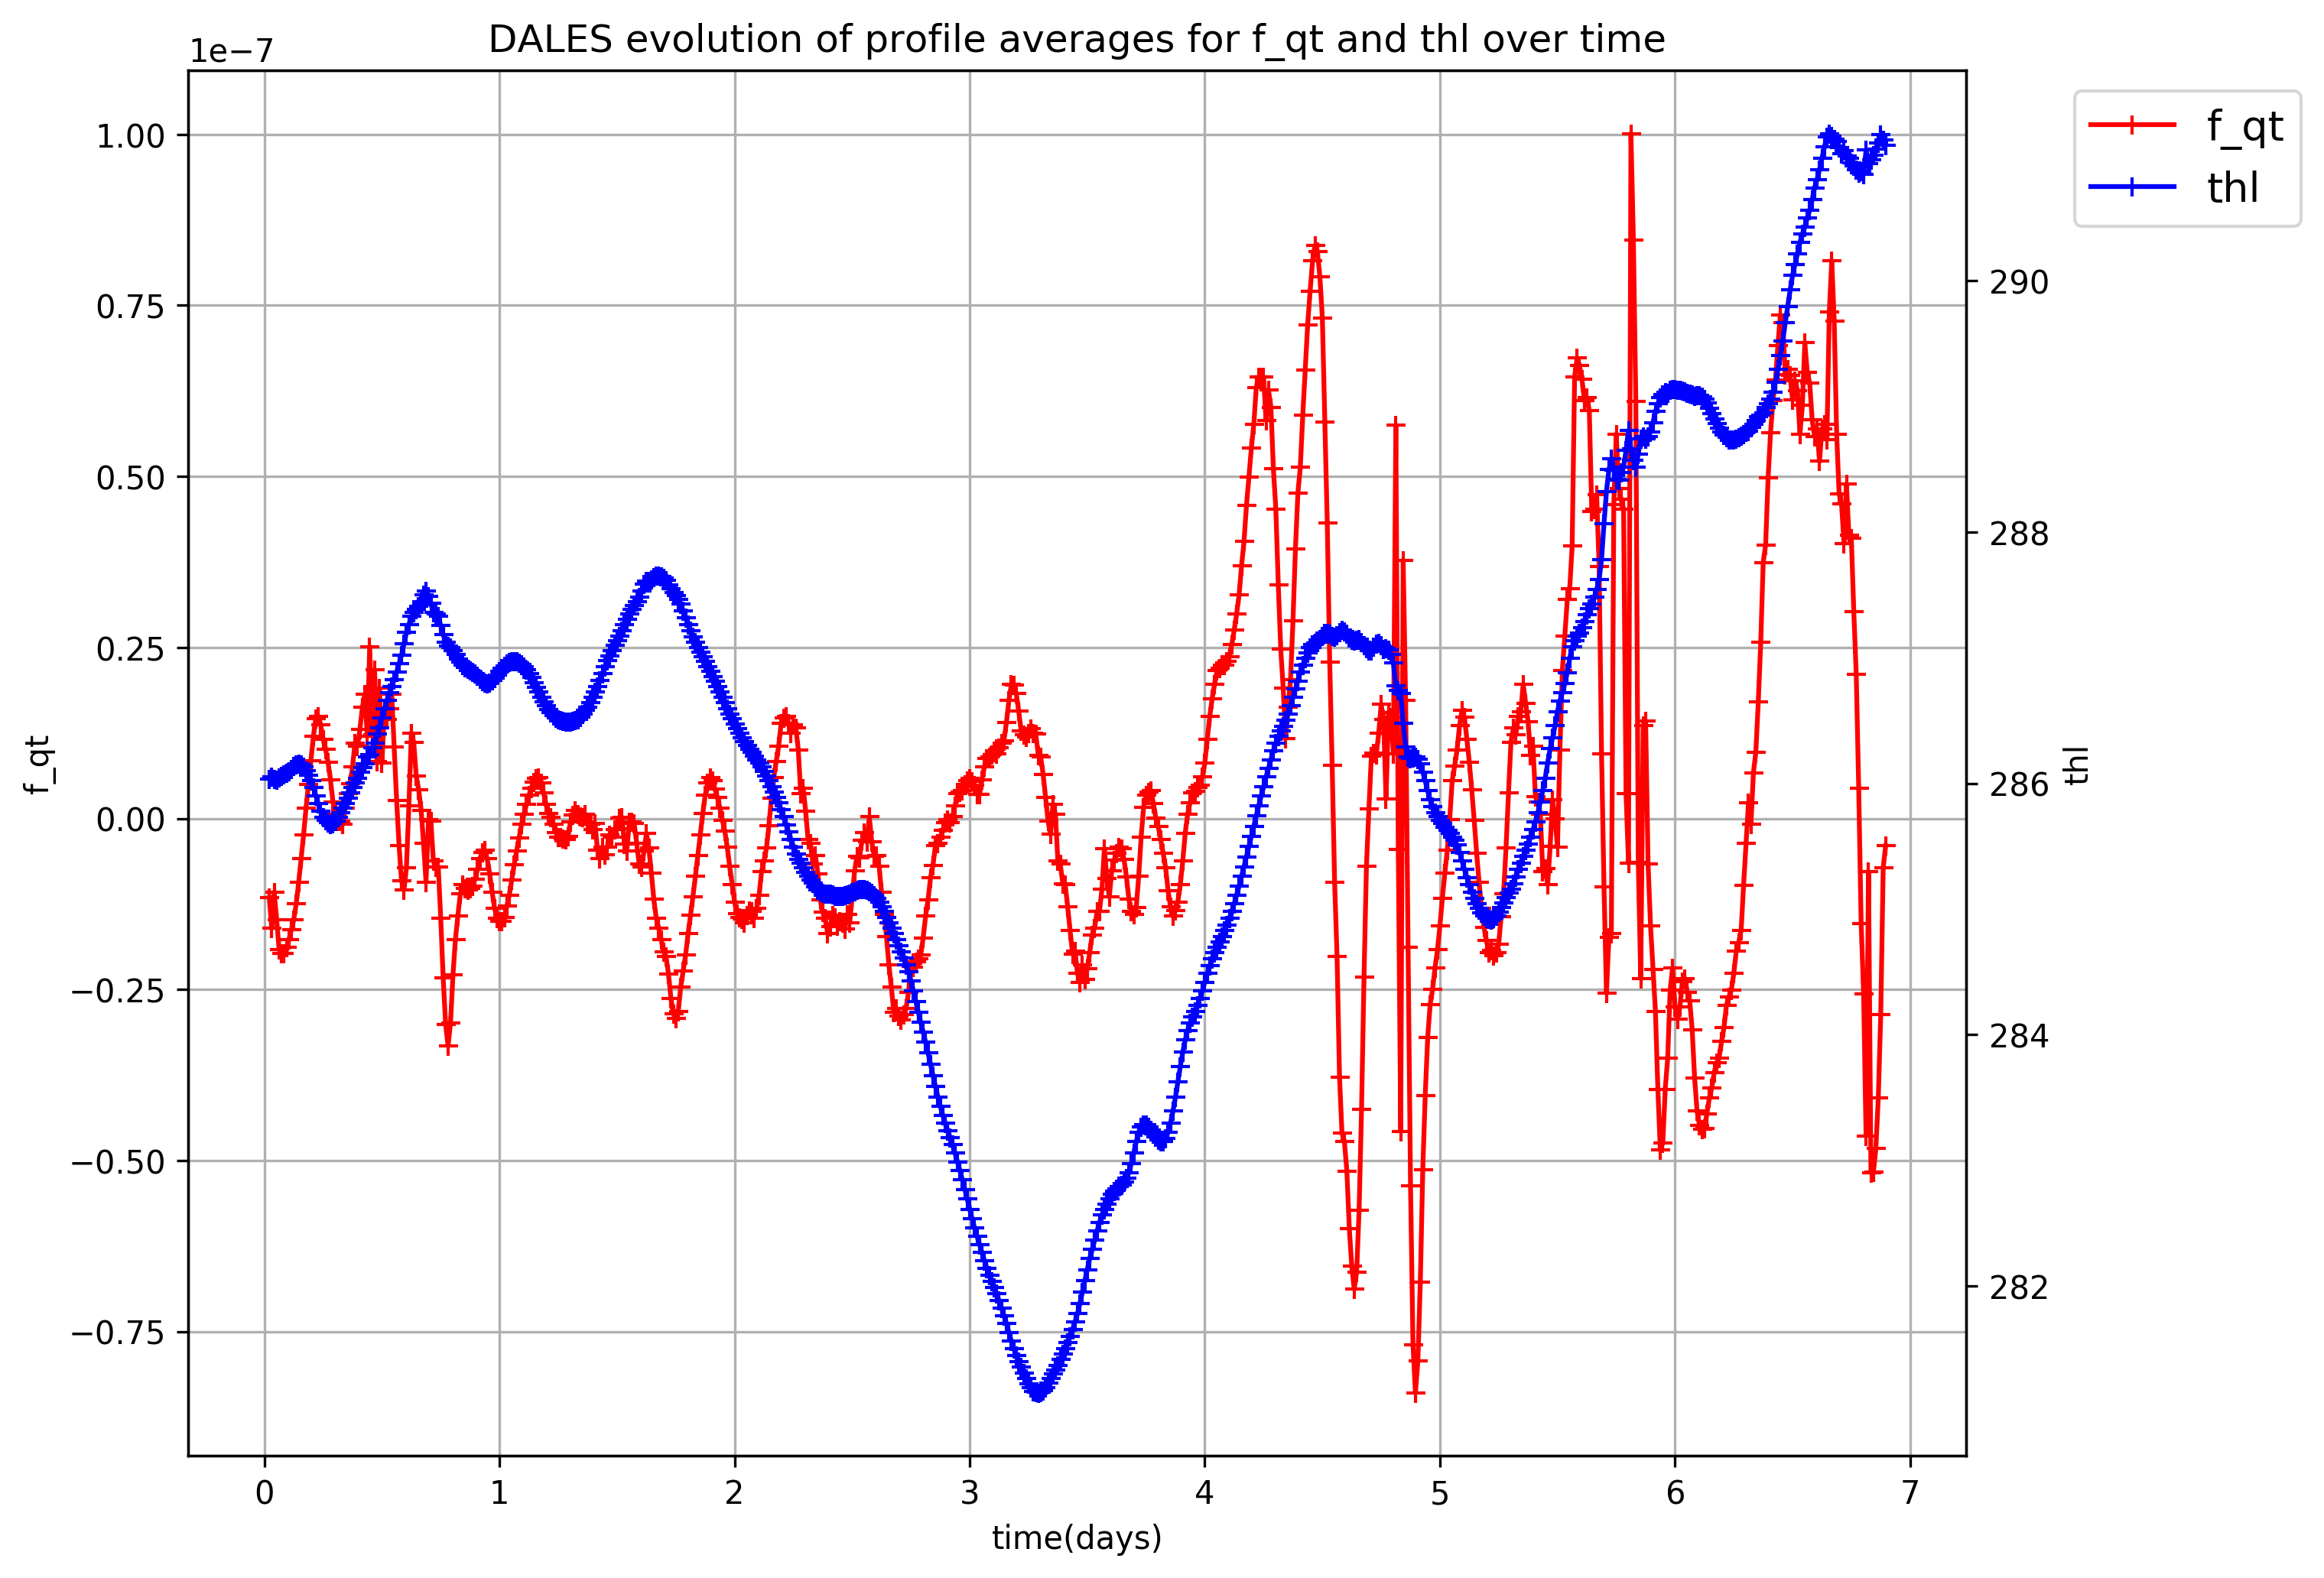 DALES evolution of profile averages for f_qt and thl over time
1e−7
f_qt
thl
1.00
0.75
0.50
0.25
0.00
−0.25
−0.50
−0.75
f_qt
290
288
286
284
282
thl
0 1 2 3 4 5 6 7
time(days)